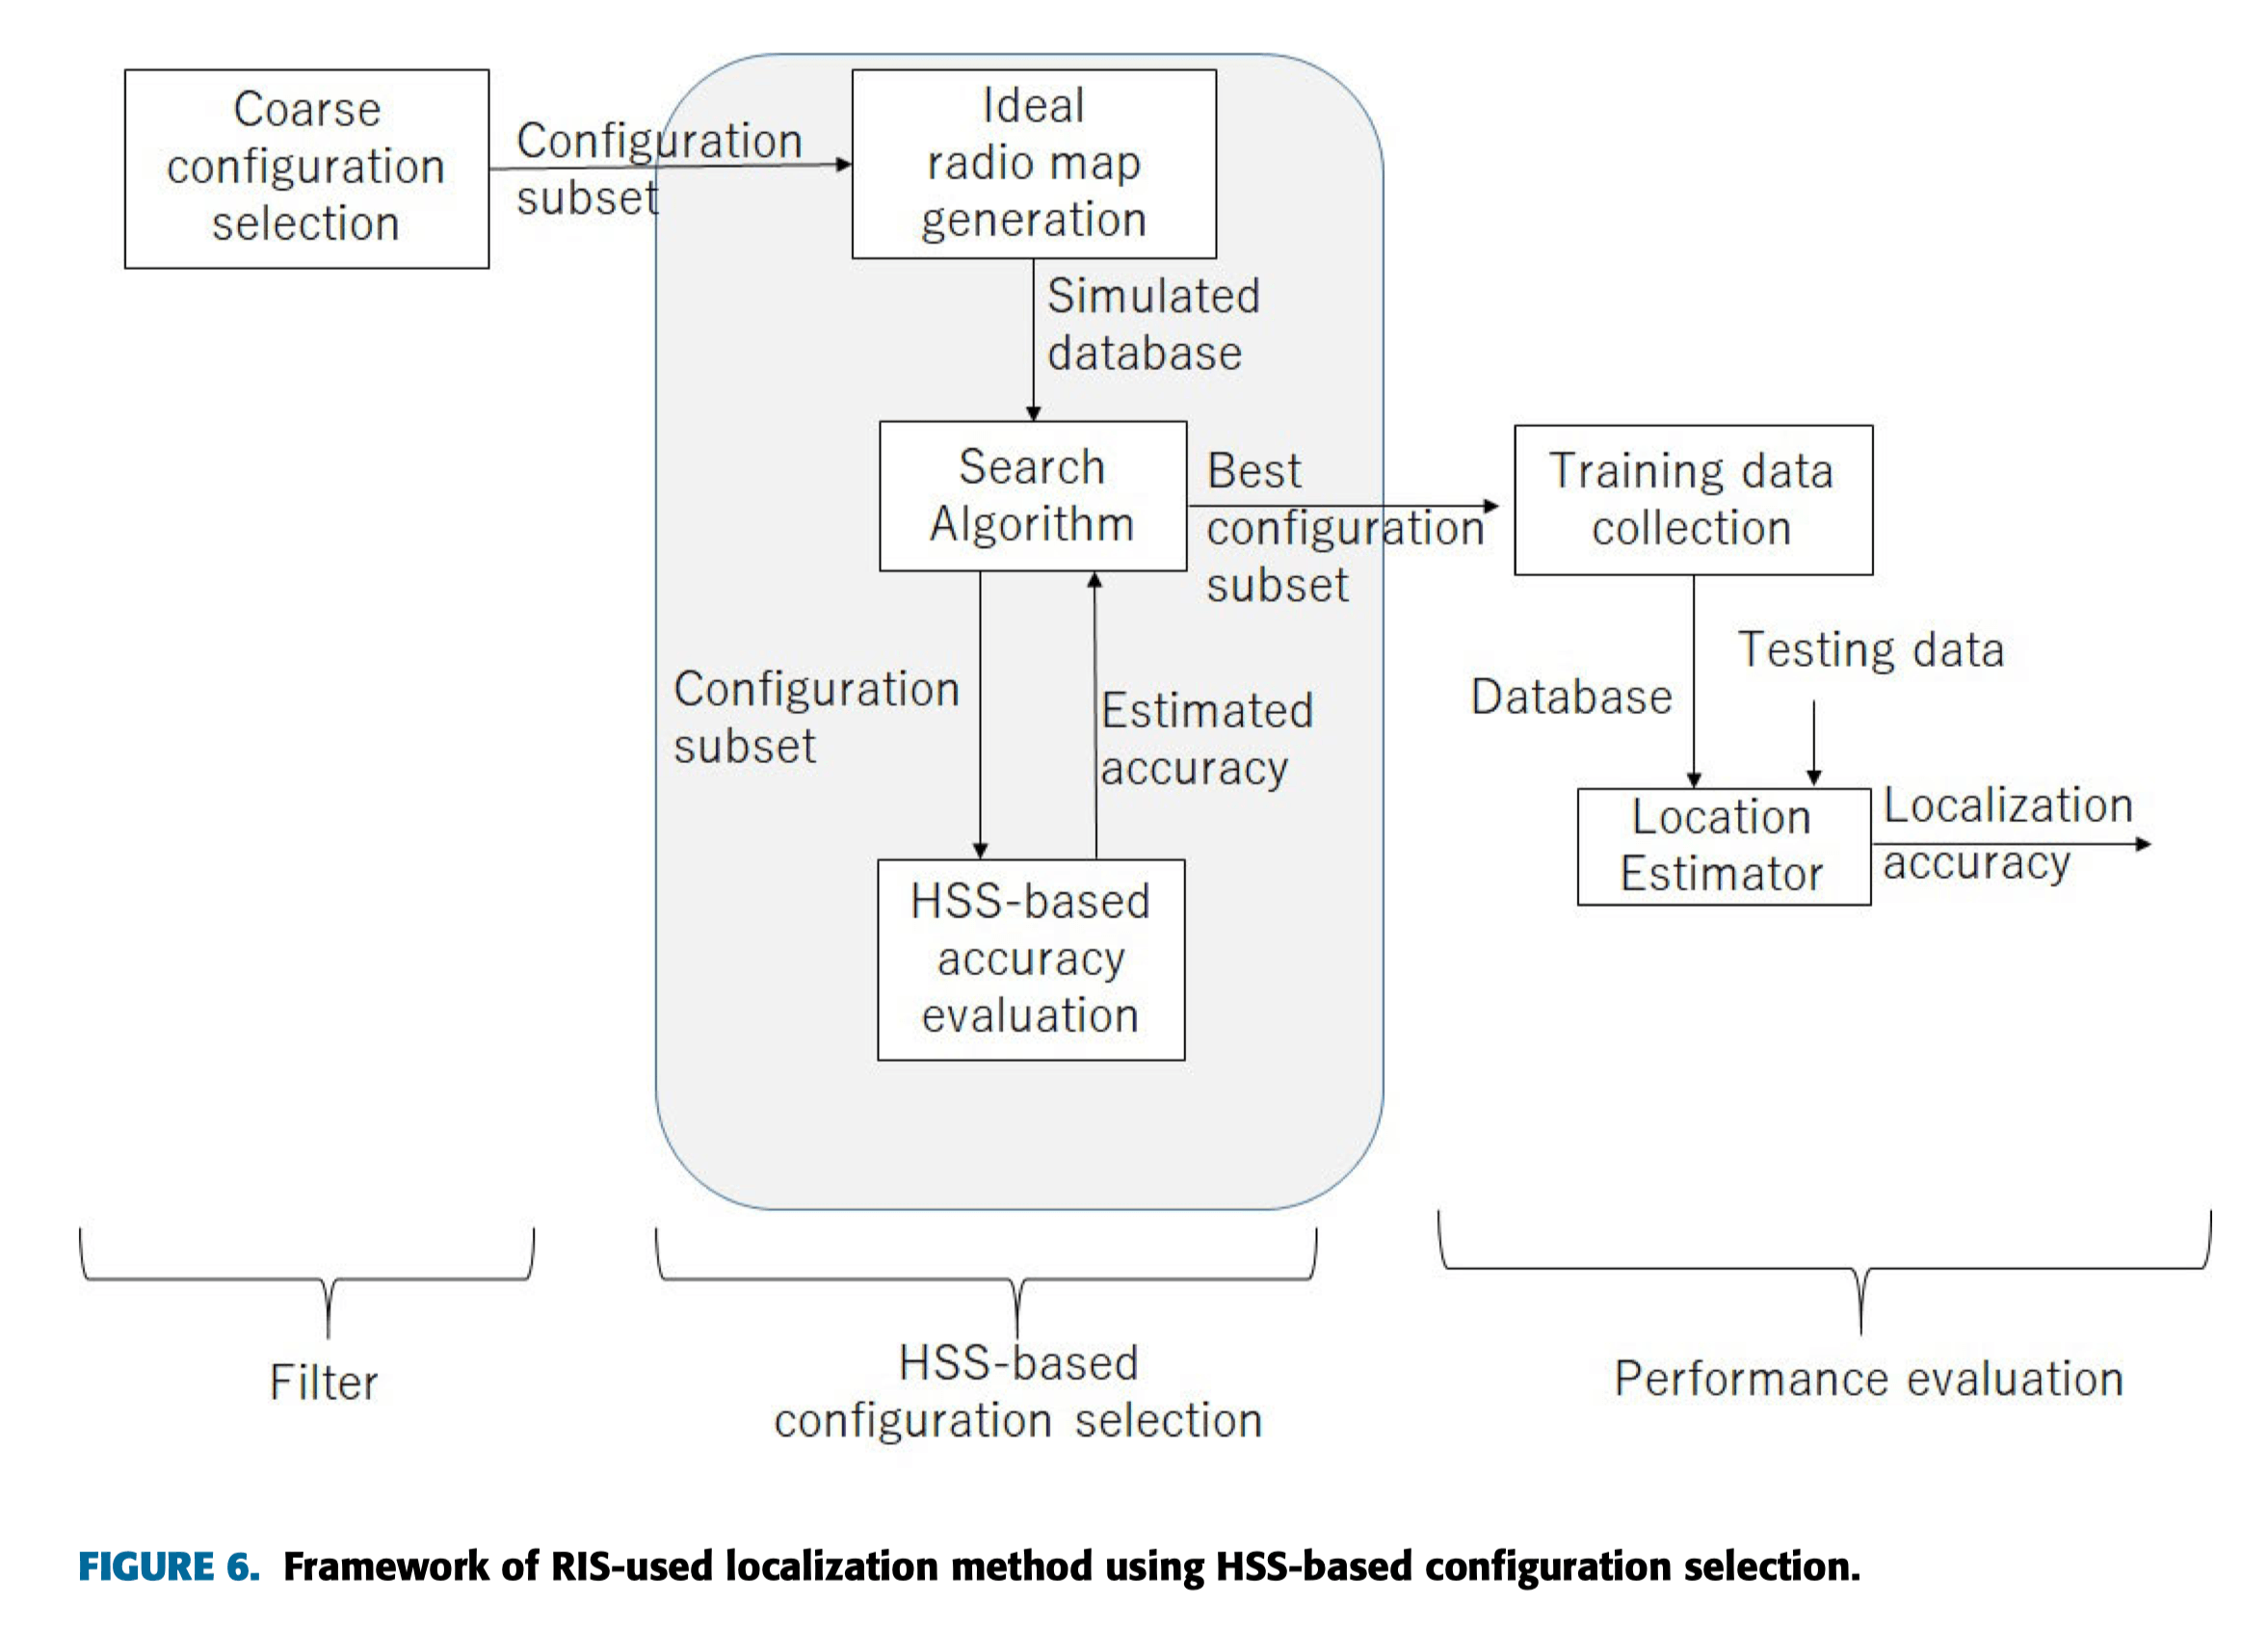 Coarse
configuration
selection
Configuration
subset
Ideal
radio map
generation
Simulated
database
Search
Algorithm
Best
configuration
subset
Training data
collection
Configuration
subset
Estimated
accuracy
Database
Testing data
HSS-based
accuracy
evaluation
Location
Estimator
Localization
accuracy
Filter
HSS-based
configuration selection
Performance evaluation
FIGURE 6. Framework of RIS-used localization method using HSS-based configuration selection.